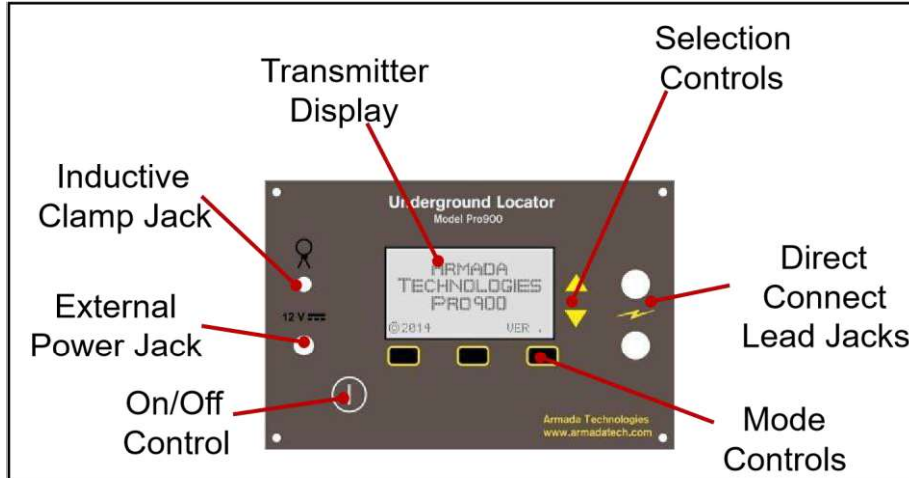 Selection
Controls
Transmitter
Display
Inductive
Clamp Jack
Underground Locator
Model Pro900
ARMADA
TECHNOLOGIES
PRO900
©2014 VER .
12 V
External
Power Jack
Direct
Connect
Lead Jacks
On/Off
Control
Armada Technologies
www.armadatech.com
Mode
Controls